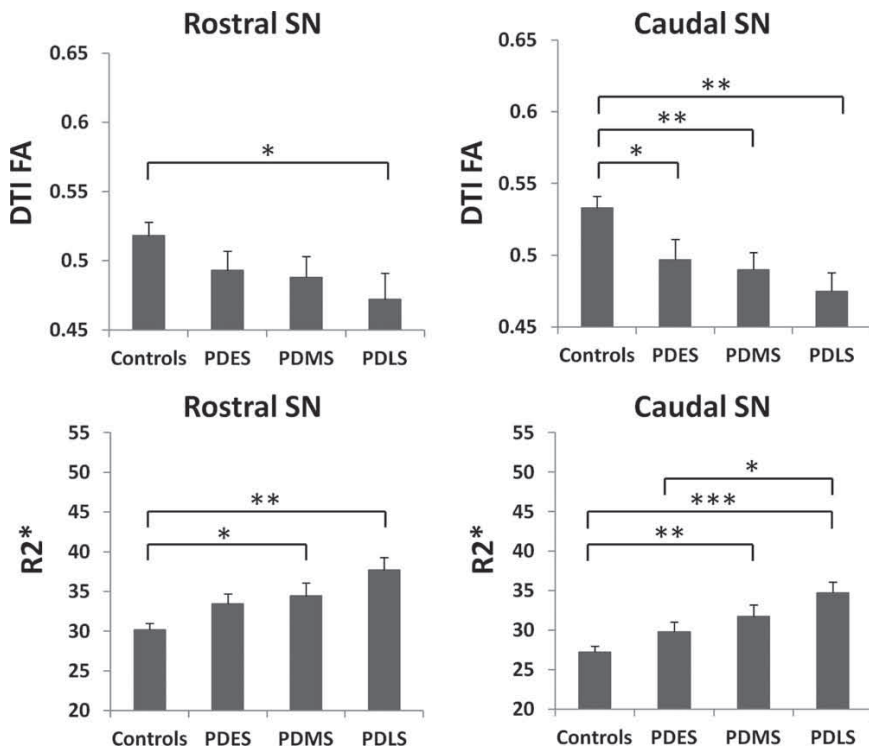 Rostral SN
DTI FA
0.65
0.6
0.55
0.5
0.45
*
Controls PDES PDMS PDLS
Caudal SN
DTI FA
0.65
0.6
0.55
0.5
0.45
**
**
*
Controls PDES PDMS PDLS
Rostral SN
R2*
55
50
45
40
35
30
25
20
**
*
Controls PDES PDMS PDLS
Caudal SN
R2*
55
50
45
40
35
30
25
20
*
***
**
Controls PDES PDMS PDLS